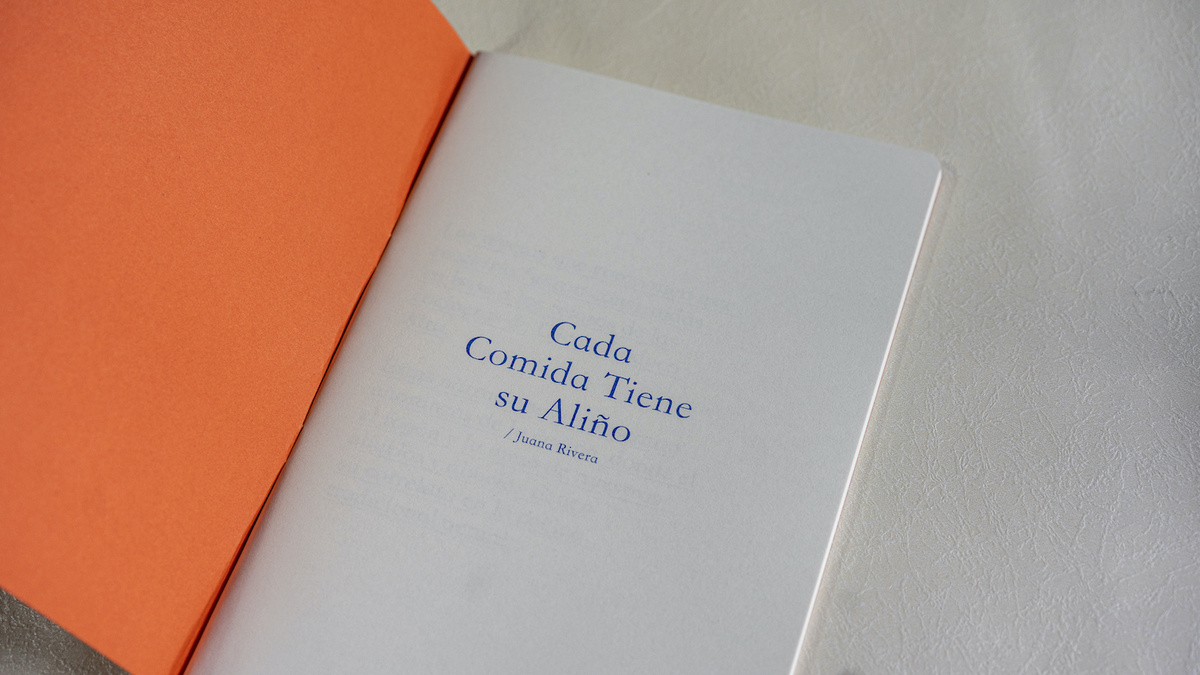 Cada
Comida Tiene
su Aliño
/ Juana Rivera